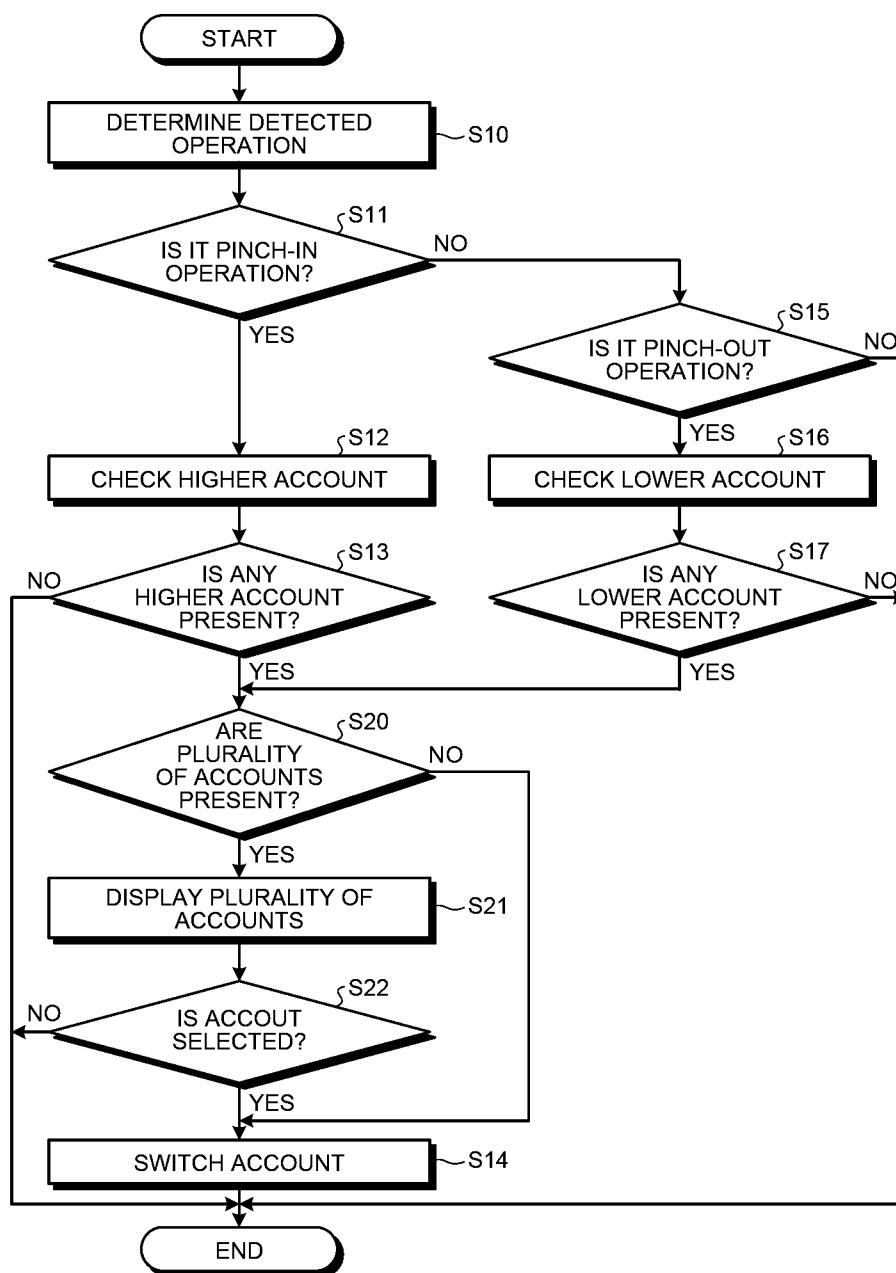 START
DETERMINE DETECTED
OPERATION
S10
S11
IS IT PINCH-IN
OPERATION?
NO
YES
S15
IS IT PINCH-OUT
OPERATION?
NO
YES
S12
CHECK HIGHER ACCOUNT
S16
CHECK LOWER ACCOUNT
S13
NO
IS ANY
HIGHER ACCOUNT
PRESENT?
YES
S17
IS ANY
LOWER ACCOUNT
PRESENT?
NO
YES
S20
ARE
PLURALITY
OF ACCOUNTS
PRESENT?
NO
YES
DISPLAY PLURALITY OF
ACCOUNTS
S21
S22
NO
IS ACCOUT
SELECTED?
YES
SWITCH ACCOUNT
S14
END